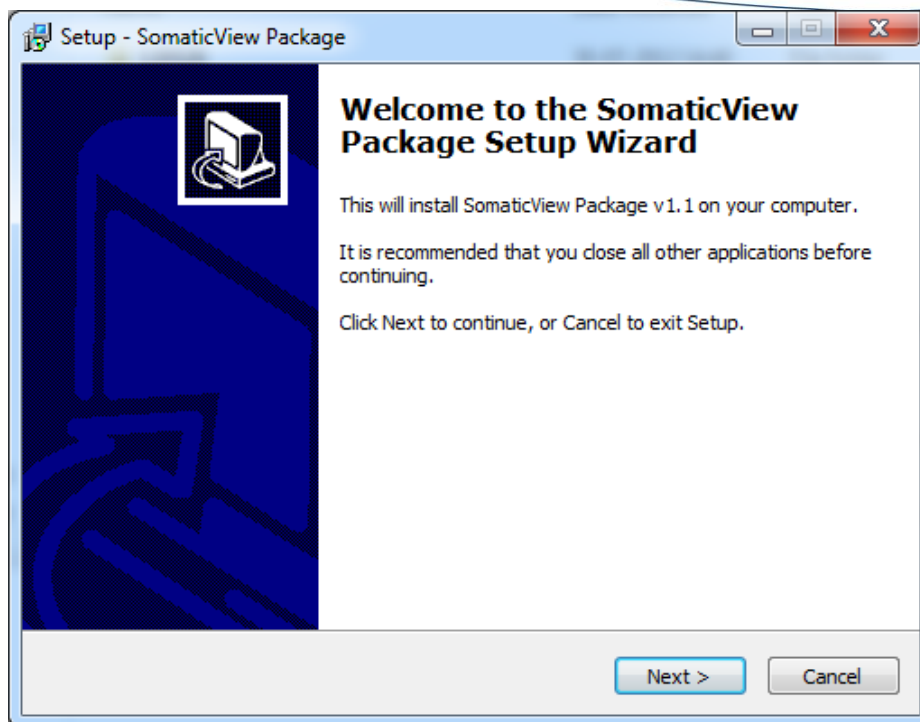 Setup - SomaticView Package
Welcome to the SomaticView
Package Setup Wizard
This will install SomaticView Package v1.1 on your computer.
It is recommended that you close all other applications before
continuing.
Click Next to continue, or Cancel to exit Setup.
Next >
Cancel